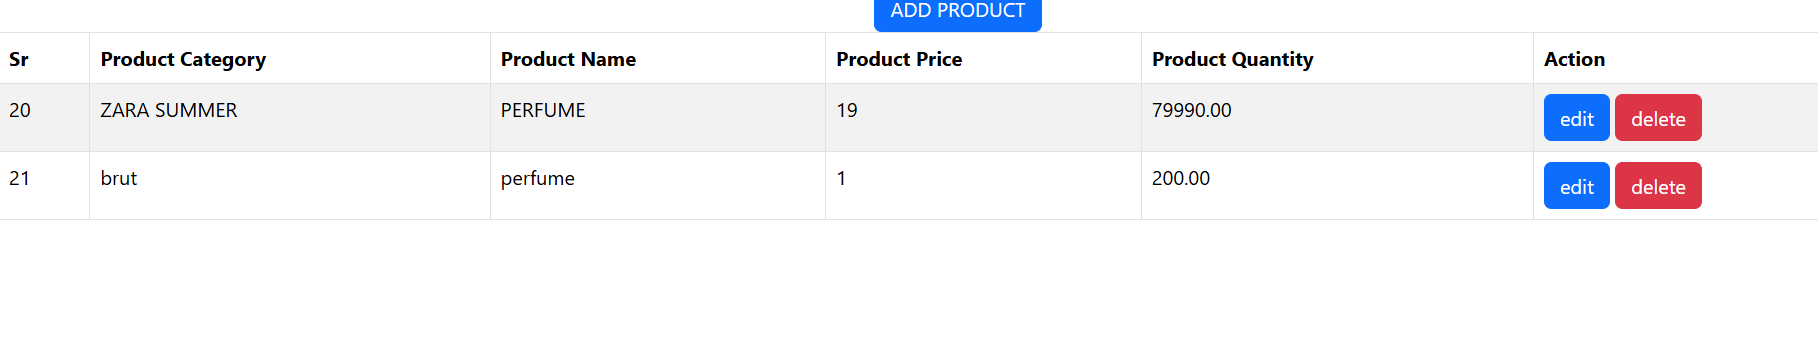 ADD PRODUCT
Sr Product Category Product Name Product Price Product Quantity Action
20 ZARA SUMMER PERFUME 19 79990.00 edit delete
21 brut perfume 1 200.00 edit delete